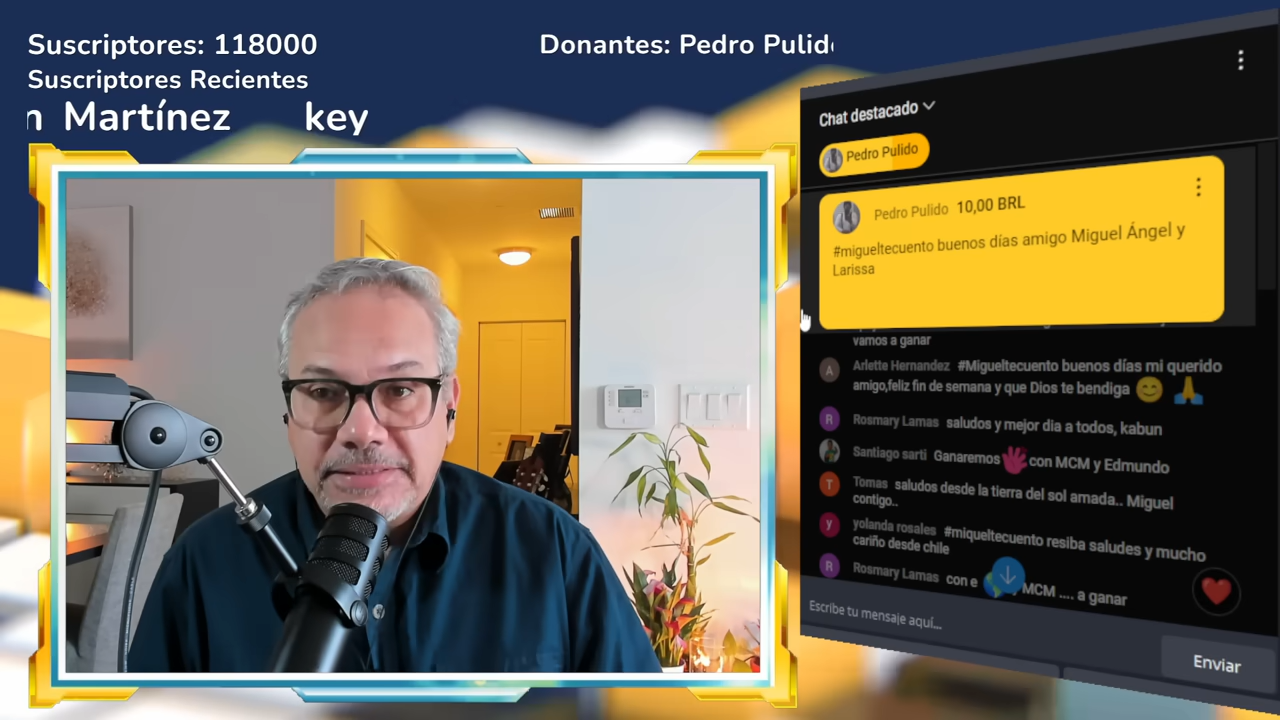 Suscriptores: 118000
Donantes: Pedro Pulid
Suscriptores Recientes
n Martínez key
Chat destacado
Pedro Pulido
Pedro Pulido 10,00 BRL
#migueltecuento buenos días amigo Miguel Ángel y
Larissa
vamos a ganar
A Arlette Hernandez #Migueltecuento buenos días mi querido
amigo,feliz fin de semana y que Dios te bendiga 😊 🙏
R Rosmary Lamas saludos y mejor dia a todos, kabun
Santiago sarti Ganaremos con MCM y Edmundo
T Tomas saludos desde la tierra del sol amada.. Miguel
contigo..
y yolanda rosales #miqueltecuento resiba saludes y mucho
cariño desde chile
R Rosmary Lamas con e MCM .... a ganar
Escribe tu mensaje aquí...
Enviar